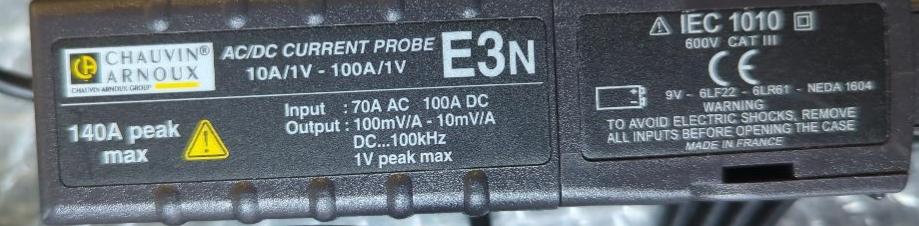 CHAUVIN®
ARNOUX
CHAUVIN ARNOUX GROUP
AC/DC CURRENT PROBE
10A/1V - 100A/1V
E3N
140A peak
max
Input : 70A AC 100A DC
Output : 100mV/A - 10mV/A
DC...100kHz
1V peak max
IEC 1010
600V CAT III
CE
9V - 6LF22 - 6LR61 - NEDA 1604
WARNING
TO AVOID ELECTRIC SHOCKS, REMOVE
ALL INPUTS BEFORE OPENING THE CASE
MADE IN FRANCE